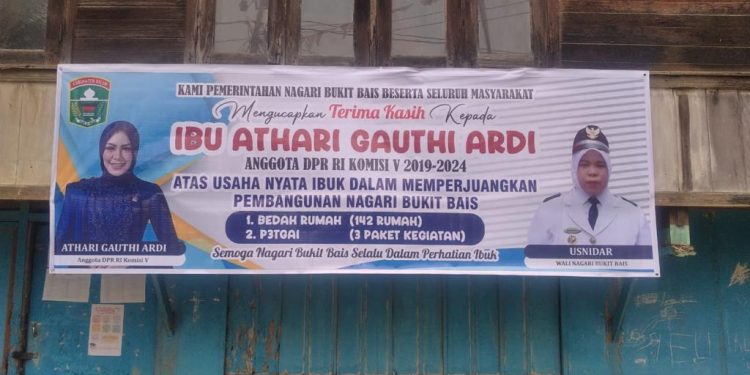 KABUPATEN SOLOK
KAMI PEMERINTAHAN NAGARI BUKIT BAIS BESERTA SELURUH MASYARAKAT
Mengucapkan Terima Kasih Kepada
IBU ATHARI GAUTHI ARDI
ANGGOTA DPR RI KOMISI V 2019-2024
ATAS USAHA NYATA IBUK DALAM MEMPERJUANGKAN
PEMBANGUNAN NAGARI BUKIT BAIS
1. BEDAH RUMAH (142 RUMAH)
2. P3TGAI (3 PAKET KEGIATAN)
Semoga Nagari Bukit Bais Selalu Dalam Perhatian Ibuk
ATHARI GAUTHI ARDI
Anggota DPR RI Komisi V
USNIDAR
WALI NAGARI BUKIT BAIS